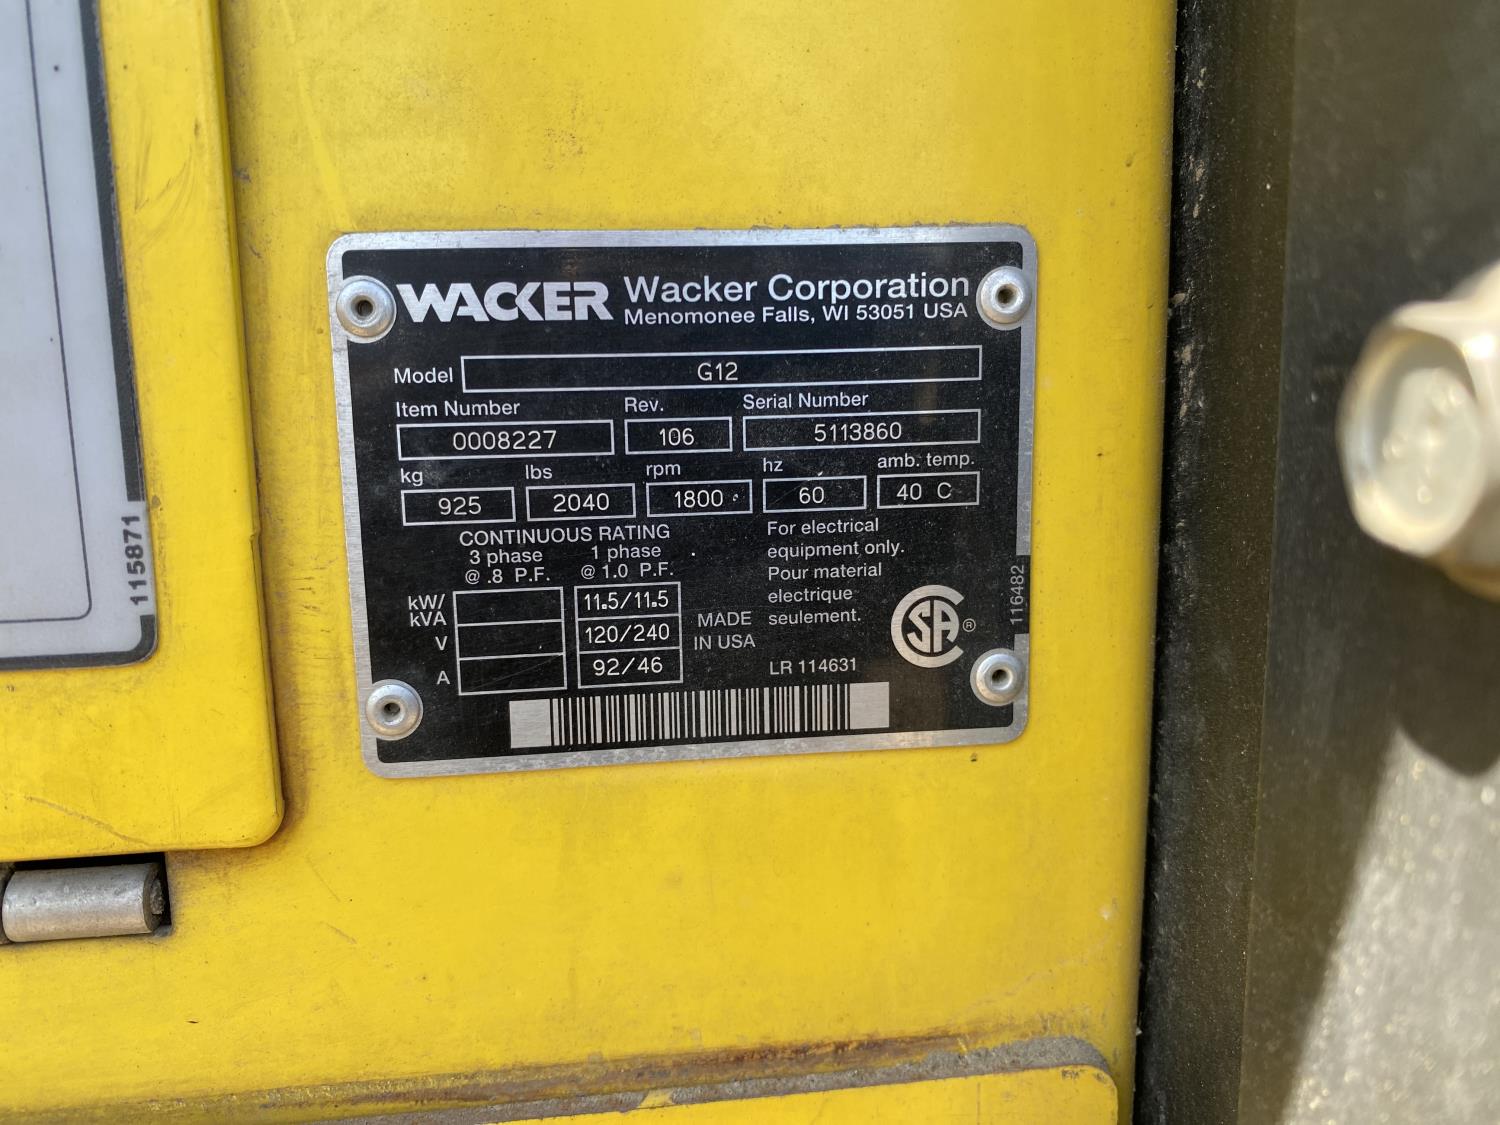 WACKER Wacker Corporation
Menomonee Falls, WI 53051 USA
Model G12
Item Number Rev. Serial Number
0008227 106 5113860
kg lbs rpm hz amb. temp.
925 2040 1800 60 40 C
CONTINUOUS RATING
3 phase 1 phase
@ .8 P.F. @ 1.0 P.F.
kW/
kVA 11.5/11.5
V 120/240
A 92/46
For electrical
equipment only.
Pour material
electrique
seulement.
MADE
IN USA
LR 114631
CSA ®
116482
115871